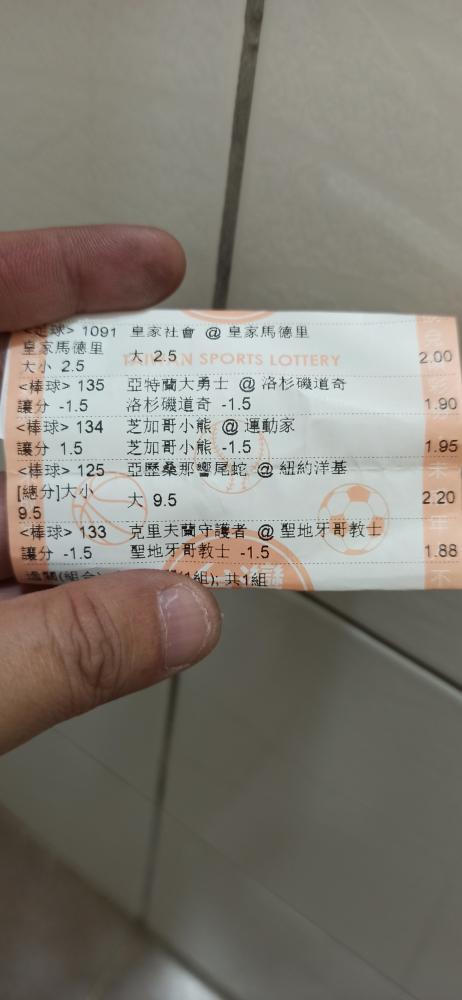 <足球> 1091 皇家社會 @ 皇家馬德里
皇家馬德里
大小 2.5 大 2.5 2.00
TAIWAN SPORTS LOTTERY
<棒球> 135 亞特蘭大勇士 @ 洛杉磯道奇
讓分 -1.5 洛杉磯道奇 -1.5 1.90
<棒球> 134 芝加哥小熊 @ 運動家
讓分 1.5 芝加哥小熊 -1.5 1.95
<棒球> 125 亞歷桑那響尾蛇 @ 紐約洋基
[總分]大小
9.5 大 9.5 2.20
<棒球> 133 克里夫蘭守護者 @ 聖地牙哥教士
讓分 -1.5 聖地牙哥教士 -1.5 1.88
1組); 共1組
未
不